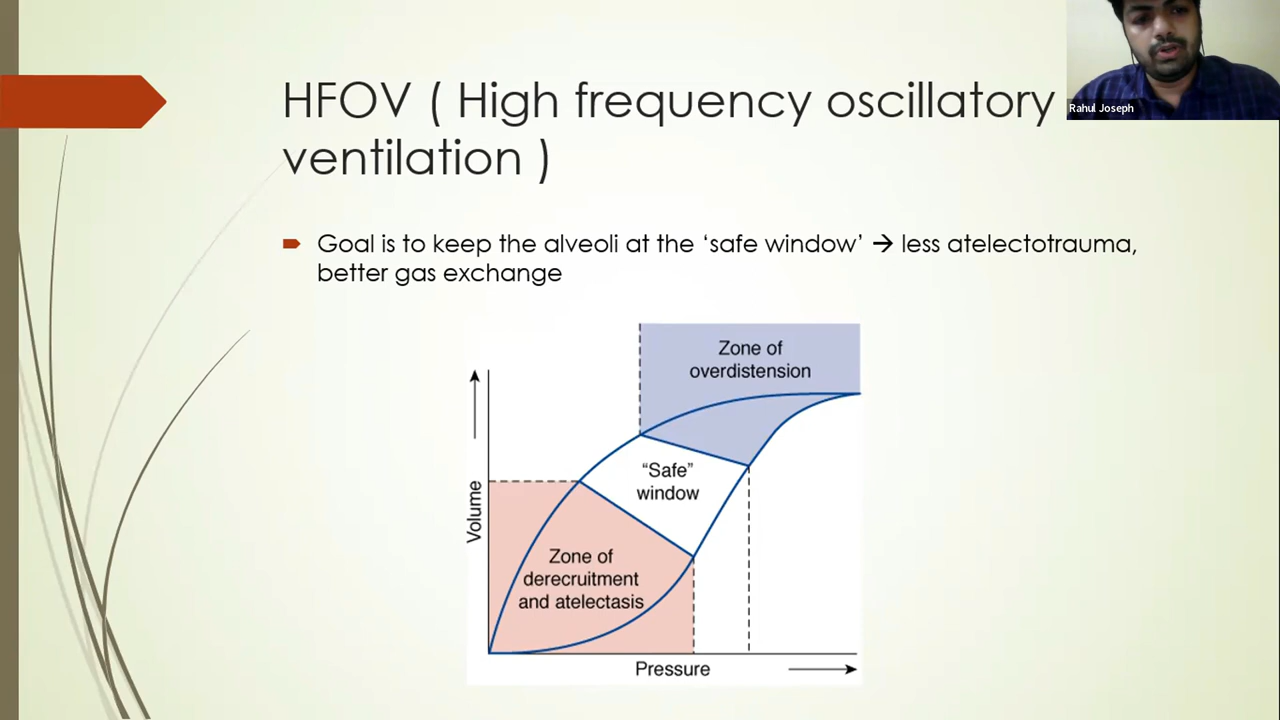 HFOV ( High frequency oscillatory
ventilation )
Rahul Joseph
Goal is to keep the alveoli at the ‘safe window’ → less atelectotrauma,
better gas exchange
Zone of
overdistension
“Safe”
window
Volume
Zone of
derecruitment
and atelectasis
Pressure